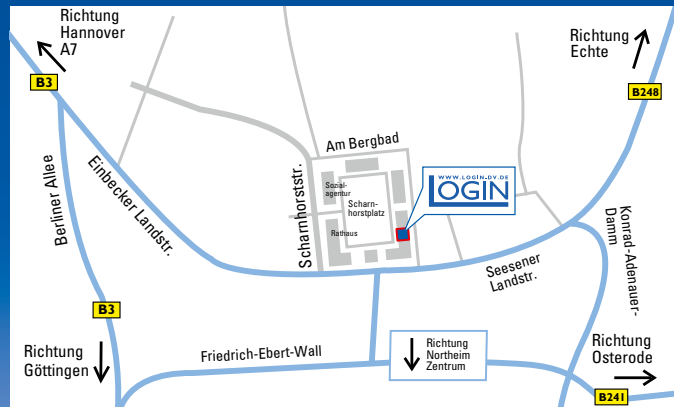 Richtung
Hannover
A7
B3
Richtung
Echte
B248
Am Bergbad
Berliner Allee
Einbecker Landstr.
Scharnhorststr.
Sozial-
agentur
Scharn-
horstplatz
Rathaus
WWW.LOGIN-DV.DE
LOGIN
Seesener
Landstr.
Konrad-Adenauer-
Damm
B3
Richtung
Göttingen
Friedrich-Ebert-Wall
Richtung
Northeim
Zentrum
Richtung
Osterode
B241